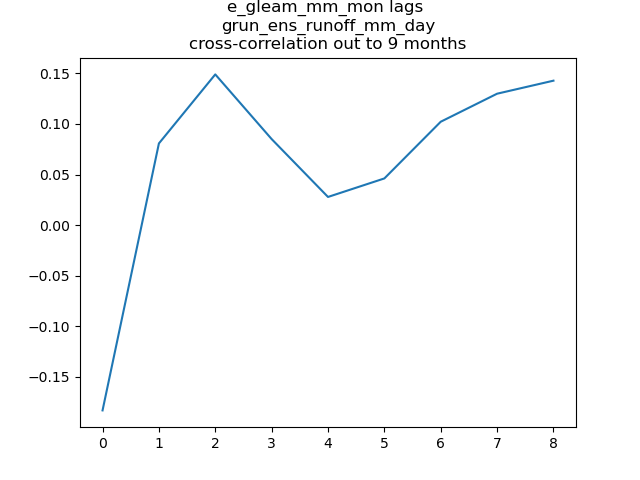 e_gleam_mm_mon lags
grun_ens_runoff_mm_day
cross-correlation out to 9 months
0.15
0.10
0.05
0.00
−0.05
−0.10
−0.15
0 1 2 3 4 5 6 7 8